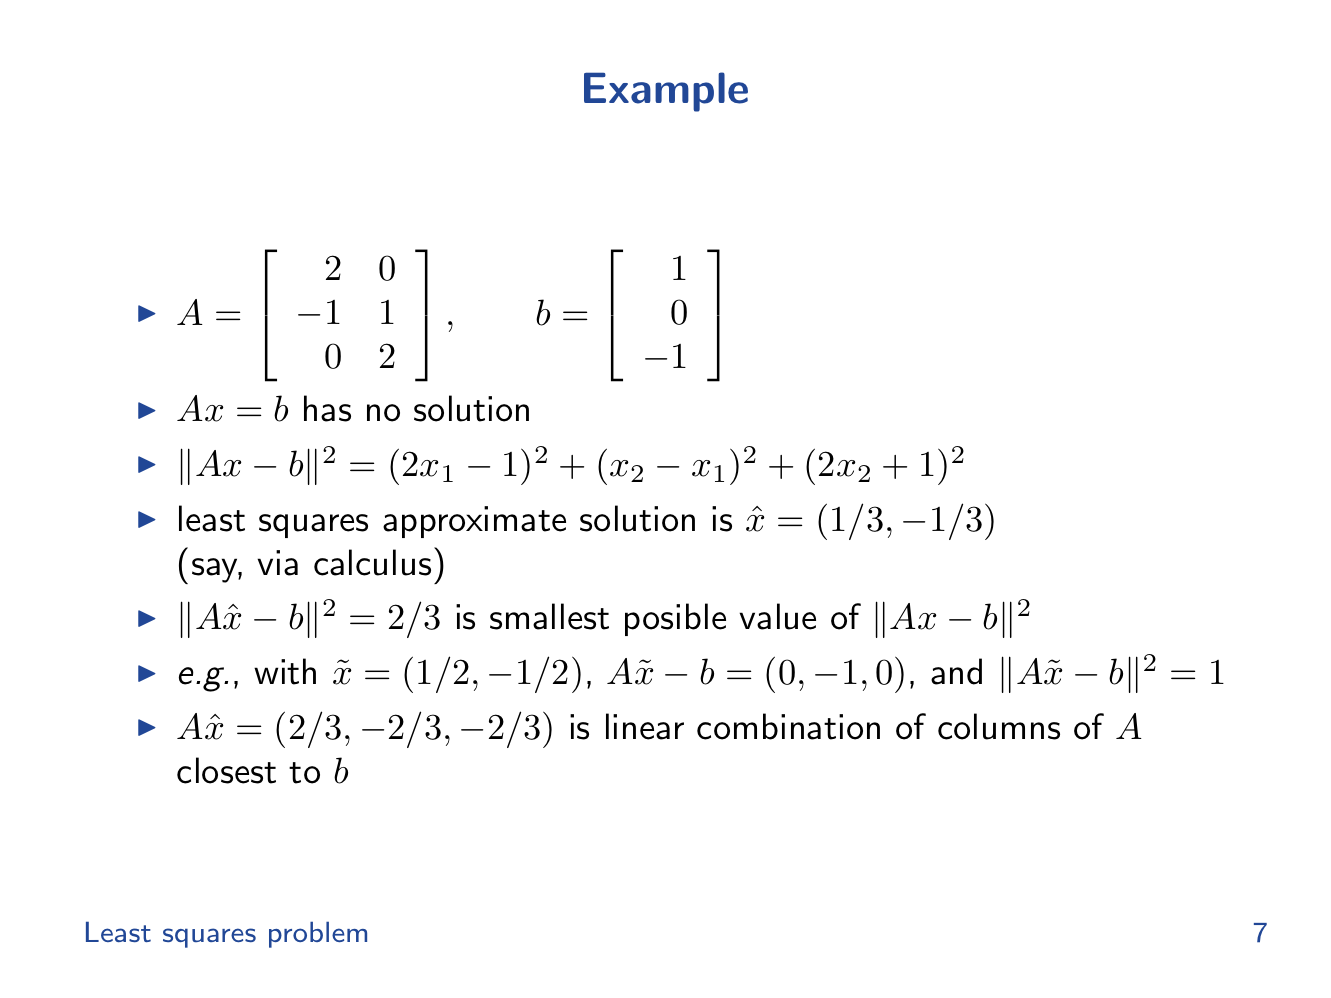 Example
▶ A = [ 2 0 ; −1 1 ; 0 2 ], b = [ 1 ; 0 ; −1 ]
▶ Ax = b has no solution
▶ ‖Ax − b‖² = (2x₁ − 1)² + (x₂ − x₁)² + (2x₂ + 1)²
▶ least squares approximate solution is x̂ = (1/3, −1/3)
(say, via calculus)
▶ ‖Ax̂ − b‖² = 2/3 is smallest posible value of ‖Ax − b‖²
▶ e.g., with x̃ = (1/2, −1/2), Ax̃ − b = (0, −1, 0), and ‖Ax̃ − b‖² = 1
▶ Ax̂ = (2/3, −2/3, −2/3) is linear combination of columns of A
closest to b
Least squares problem 7